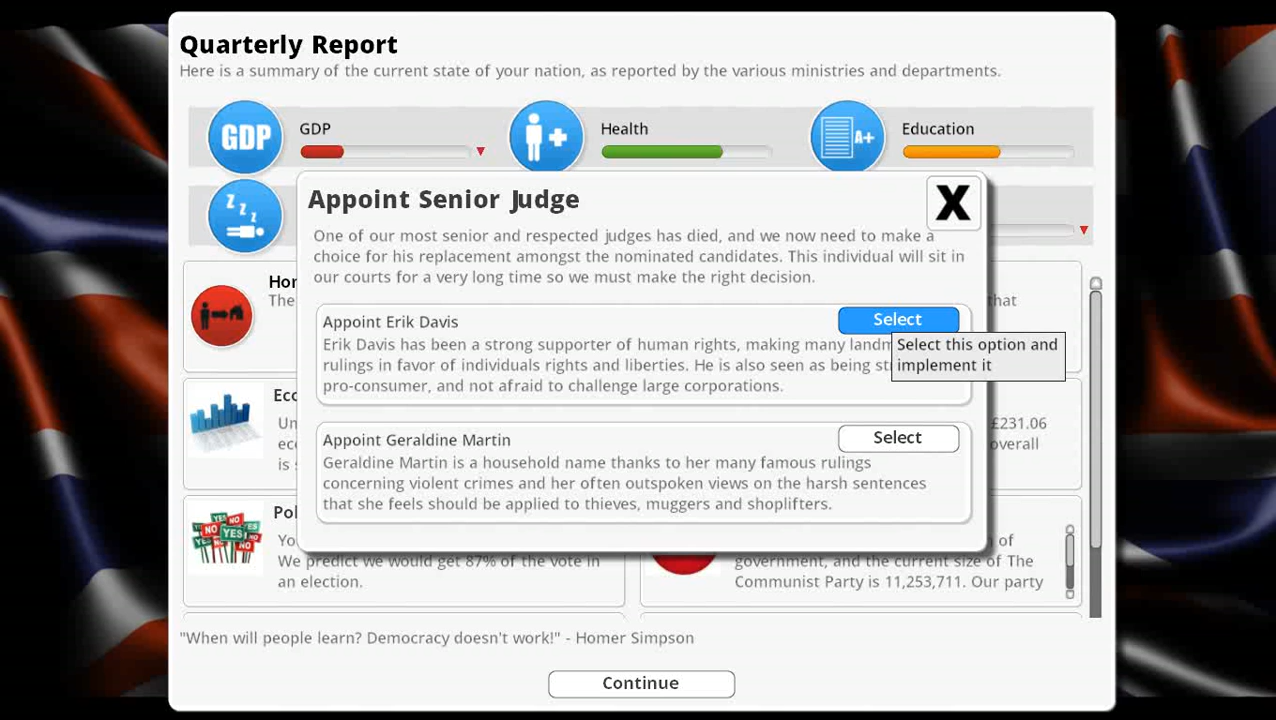 Quarterly Report
Here is a summary of the current state of your nation, as reported by the various ministries and departments.
GDP
GDP
Health
A+
Education
Z Z Z
Appoint Senior Judge
X
One of our most senior and respected judges has died, and we now need to make a
choice for his replacement amongst the nominated candidates. This individual will sit in
our courts for a very long time so we must make the right decision.
Appoint Erik Davis
Select
Erik Davis has been a strong supporter of human rights, making many
rulings in favor of individuals rights and liberties. He is also seen as being
pro-consumer, and not afraid to challenge large corporations.
Select this option and
implement it
Appoint Geraldine Martin
Select
Geraldine Martin is a household name thanks to her many famous rulings
concerning violent crimes and her often outspoken views on the harsh sentences
that she feels should be applied to thieves, muggers and shoplifters.
The
that
£231.06
overall
is
NO YES NO YES NO
of
We predict we would get 87% of the vote in
an election.
government, and the current size of The
Communist Party is 11,253,711. Our party
"When will people learn? Democracy doesn't work!" - Homer Simpson
Continue